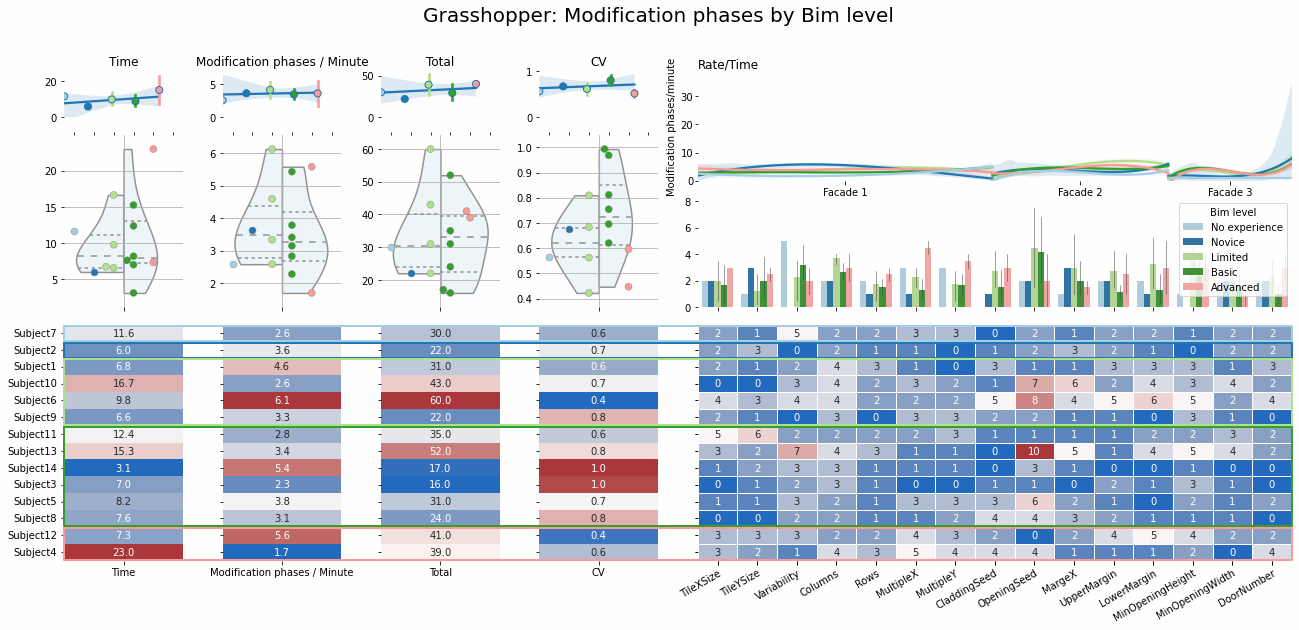 Grasshopper: Modification phases by Bim level
Time
Modification phases / Minute
Total
CV
Rate/Time
20
0
5
0
50
0
1
0
Modification phases/minute
30
20
10
0
Facade 1
Facade 2
Facade 3
20
15
10
5
6
5
4
3
2
60
50
40
30
20
1.0
0.9
0.8
0.7
0.6
0.5
0.4
8
6
4
2
0
Bim level
No experience
Novice
Limited
Basic
Advanced
Subject7 11.6 2.6 30.0 0.6 2 1 5 2 2 3 3 0 2 1 2 2 1 2 2
Subject2 6.0 3.6 22.0 0.7 2 3 0 2 1 1 0 1 2 3 2 1 0 2 2
Subject1 6.8 4.6 31.0 0.6 2 1 2 4 3 1 0 3 1 1 3 3 3 1 3
Subject10 16.7 2.6 43.0 0.7 0 0 3 4 2 3 2 1 7 6 2 4 3 4 2
Subject6 9.8 6.1 60.0 0.4 4 3 4 4 2 2 2 5 8 4 5 6 5 2 4
Subject9 6.6 3.3 22.0 0.8 2 1 0 3 0 3 3 2 2 1 1 0 3 1 0
Subject11 12.4 2.8 35.0 0.6 5 6 2 2 2 2 3 1 1 1 1 2 2 3 2
Subject13 15.3 3.4 52.0 0.8 3 2 7 4 3 1 3 0 10 5 1 4 5 4 2
Subject14 3.1 5.4 17.0 1.0 1 2 3 3 1 1 1 0 3 1 0 0 1 0 0
Subject3 7.0 2.3 16.0 1.0 0 1 2 3 1 0 0 1 1 0 2 1 3 1 0
Subject5 8.2 3.8 31.0 0.7 1 1 3 2 1 3 3 3 6 2 1 0 2 1 2
Subject8 7.6 3.1 24.0 0.8 0 0 2 2 1 1 2 4 4 3 2 1 1 1 0
Subject12 7.3 5.6 41.0 0.4 3 3 3 2 2 4 3 2 0 2 4 5 4 2 2
Subject4 23.0 1.7 39.0 0.6 3 2 1 4 3 5 4 4 4 1 1 1 2 0 4
Time
Modification phases / Minute
Total
CV
TileXSize
TileYSize
Variability
Columns
Rows
MultipleX
MultipleY
CladdingSeed
OpeningSeed
MargeX
UpperMargin
LowerMargin
MinOpeningHeight
MinOpeningWidth
DoorNumber